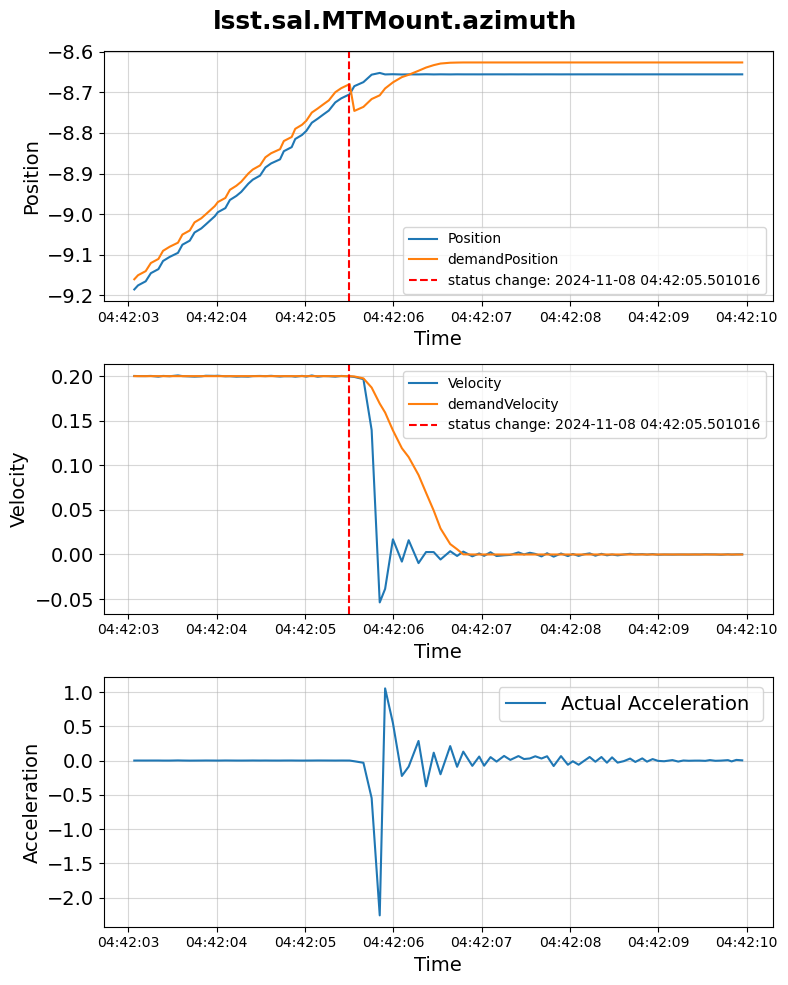 lsst.sal.MTMount.azimuth
−8.6
−8.7
−8.8
−8.9
−9.0
−9.1
−9.2
Position
Position
demandPosition
status change: 2024-11-08 04:42:05.501016
04:42:03 04:42:04 04:42:05 04:42:06 04:42:07 04:42:08 04:42:09 04:42:10
Time
0.20
0.15
0.10
0.05
0.00
−0.05
Velocity
Velocity
demandVelocity
status change: 2024-11-08 04:42:05.501016
04:42:03 04:42:04 04:42:05 04:42:06 04:42:07 04:42:08 04:42:09 04:42:10
Time
1.0
0.5
0.0
−0.5
−1.0
−1.5
−2.0
Acceleration
Actual Acceleration
04:42:03 04:42:04 04:42:05 04:42:06 04:42:07 04:42:08 04:42:09 04:42:10
Time